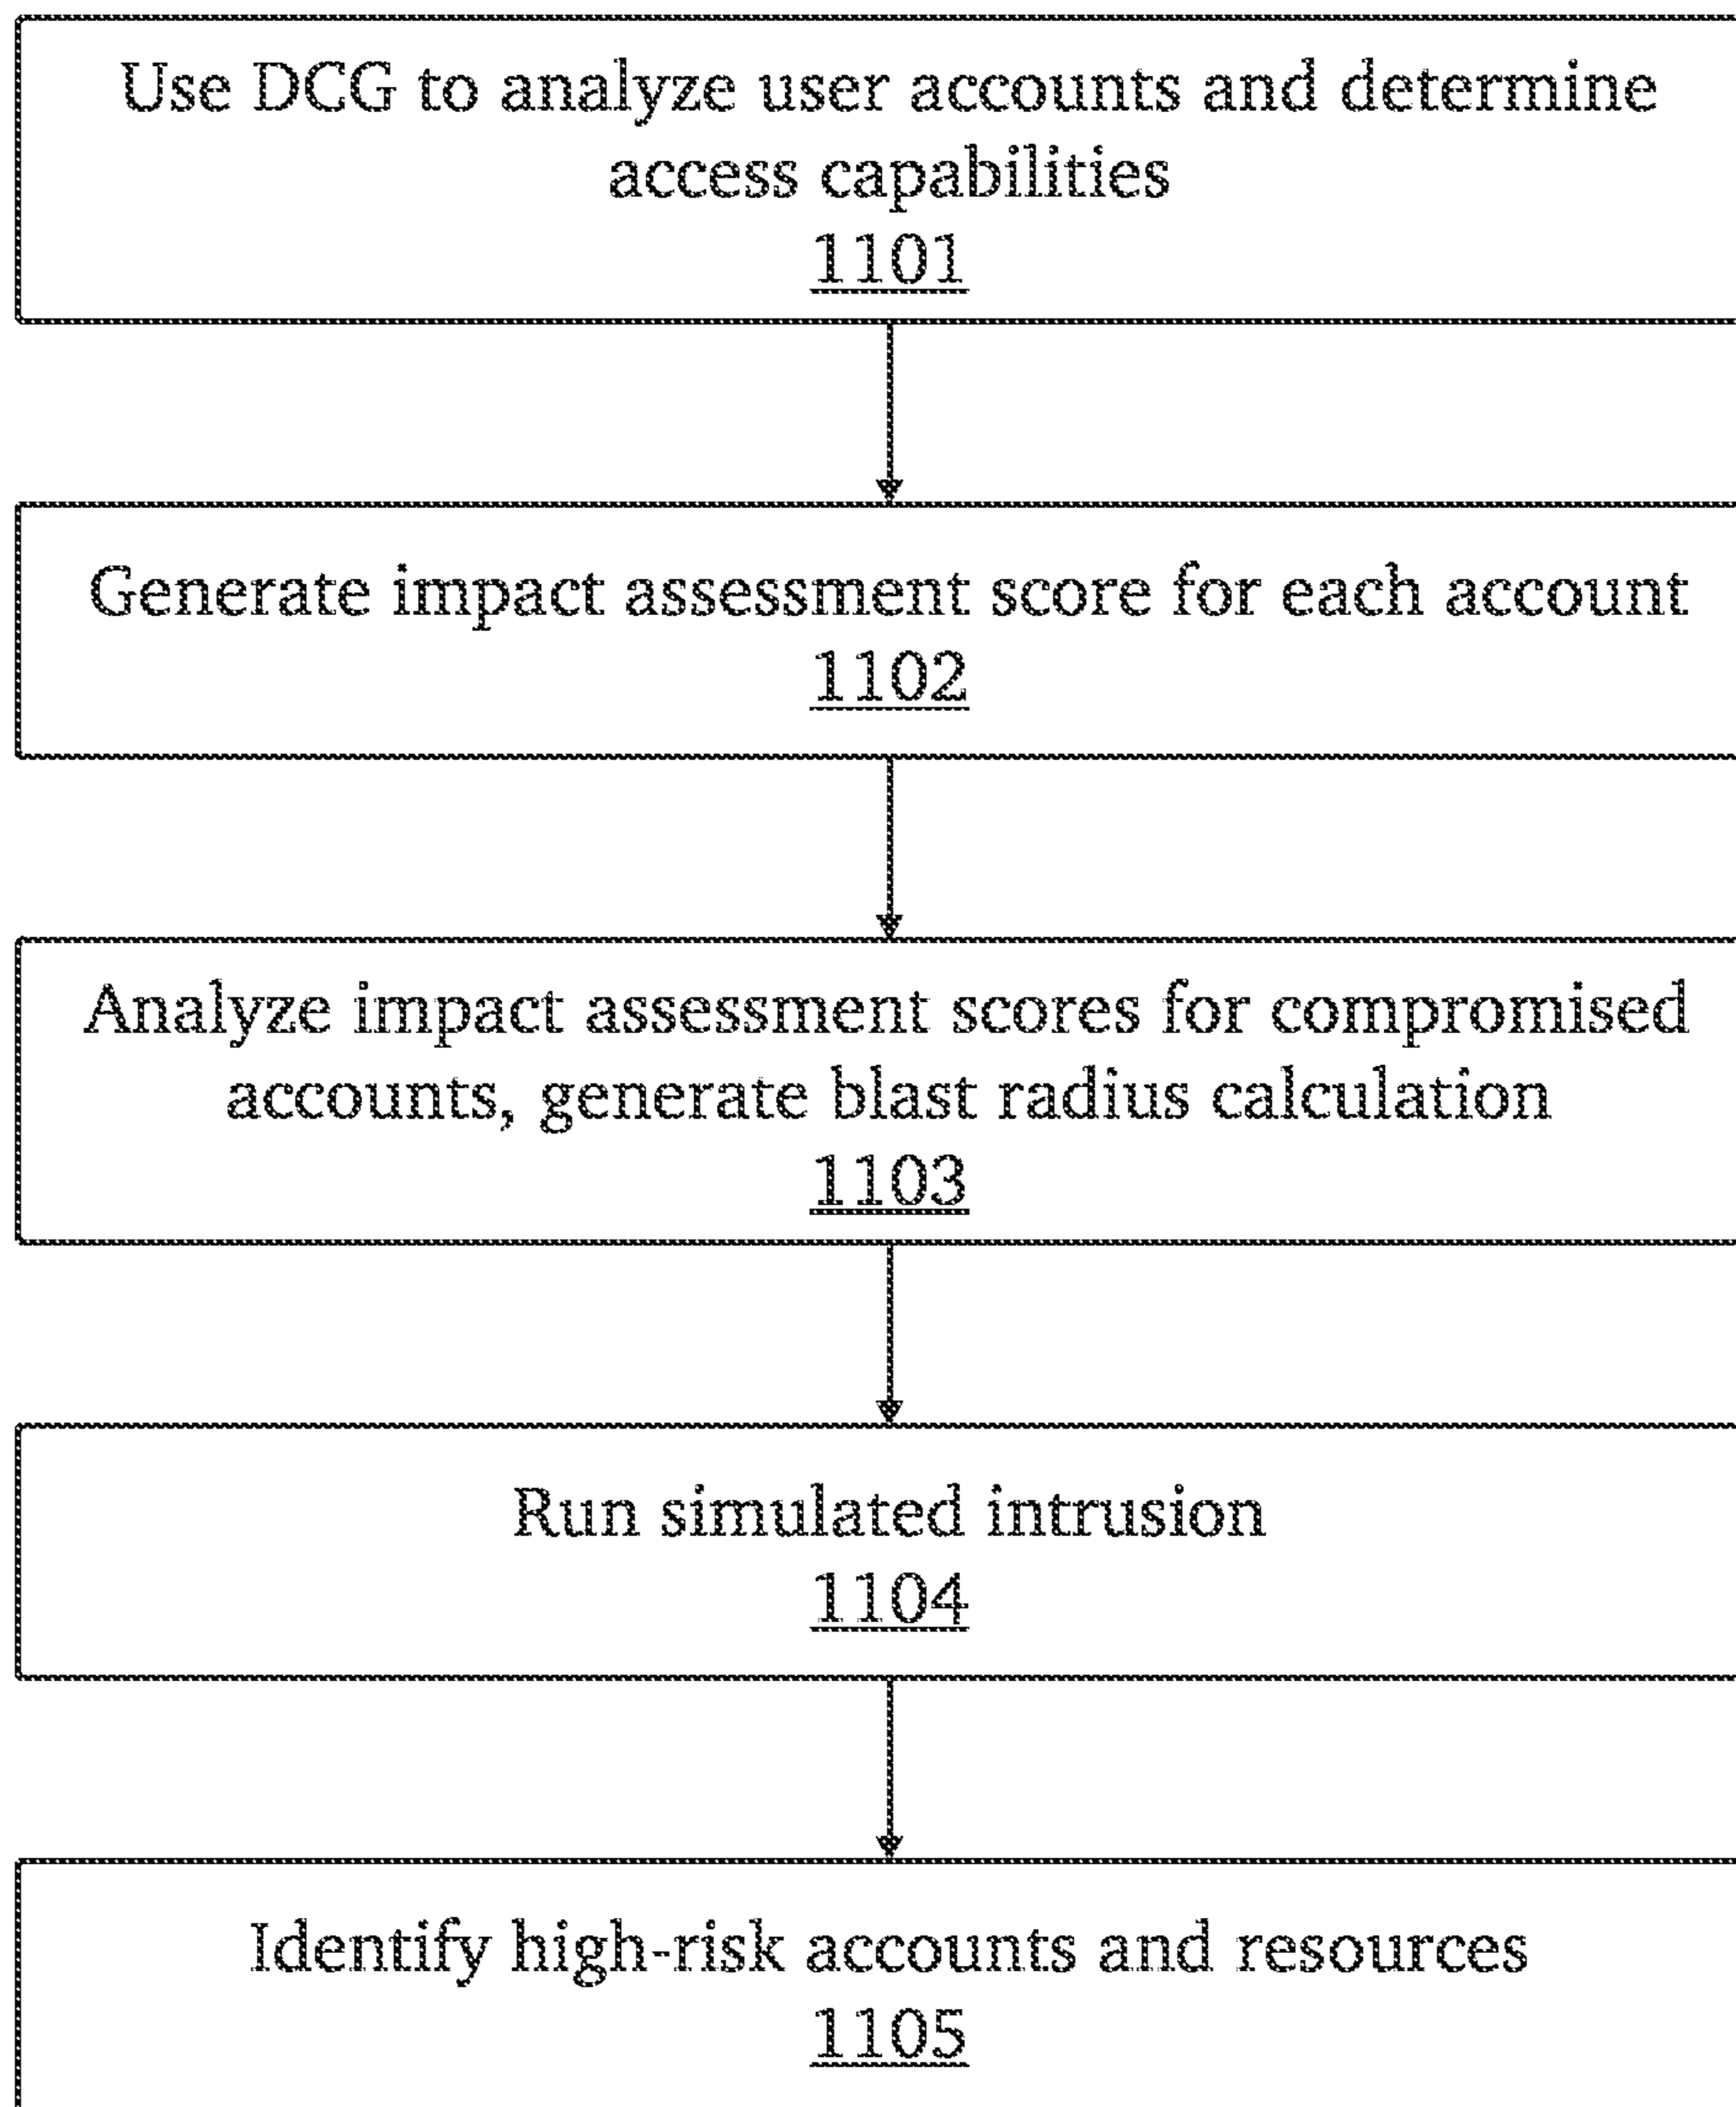 Use DCG to analyze user accounts and determine
access capabilities
1101
Generate impact assessment score for each account
1102
Analyze impact assessment scores for compromised
accounts, generate blast radius calculation
1103
Run simulated intrusion
1104
Identify high-risk accounts and resources
1105